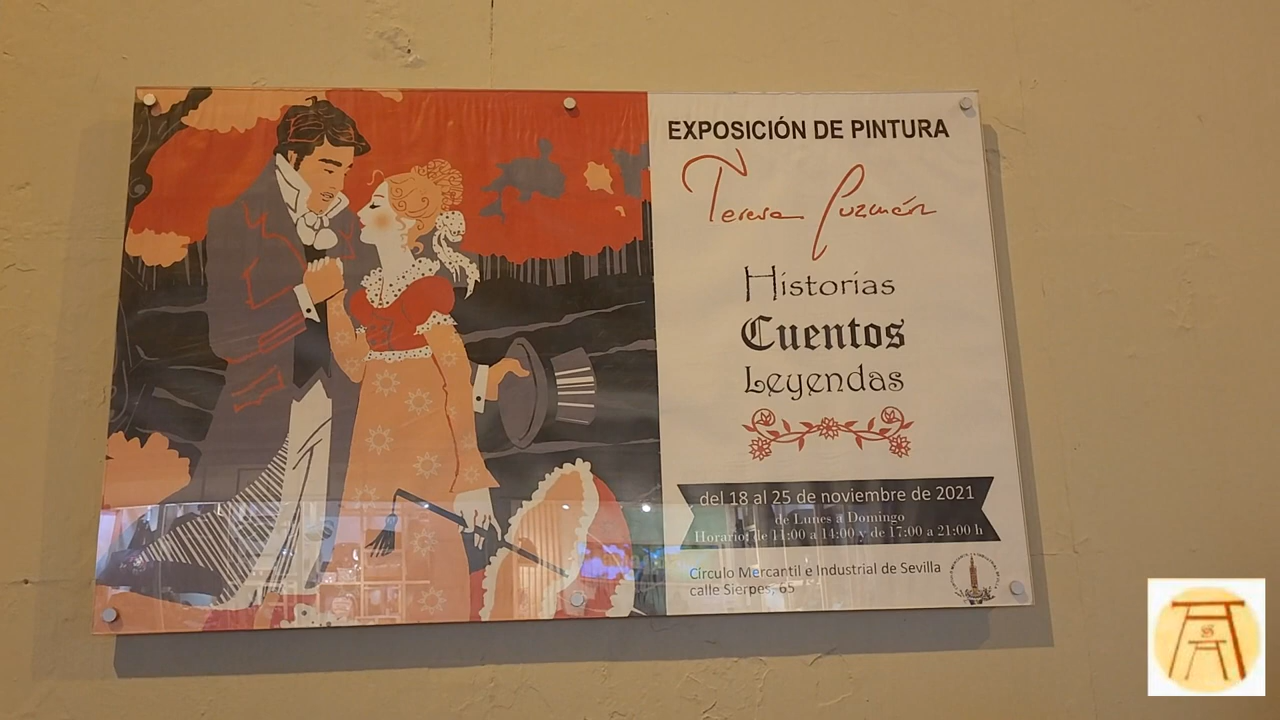 EXPOSICIÓN DE PINTURA
Teresa Guzmán
Historias
Cuentos
Leyendas
del 18 al 25 de noviembre de 2021
de Lunes a Domingo
Horario: de 11:00 a 14:00 y de 17:00 a 21:00 h
Círculo Mercantil e Industrial de Sevilla
calle Sierpes, 65